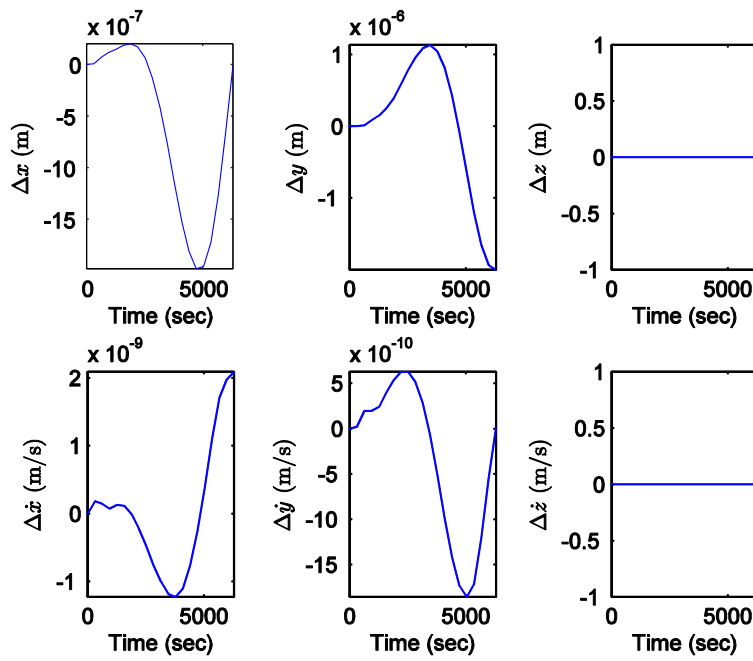 x 10^-7
0
-5
-10
-15
Δx (m)
0
5000
Time (sec)
x 10^-6
1
0
-1
Δy (m)
0
5000
Time (sec)
1
0.5
0
-0.5
-1
Δz (m)
0
5000
Time (sec)
x 10^-9
2
1
0
-1
Δẋ (m/s)
0
5000
Time (sec)
x 10^-10
5
0
-5
-10
-15
Δẏ (m/s)
0
5000
Time (sec)
1
0.5
0
-0.5
-1
Δż (m/s)
0
5000
Time (sec)